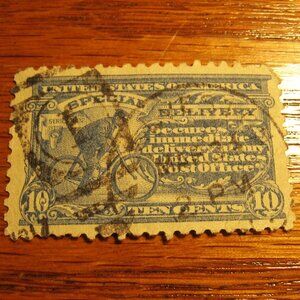 UNITED STATES OF AMERICA
SPECIAL DELIVERY
Secures
immediate
delivery at any
United States
Post Office.
10 TEN CENTS 10
PM